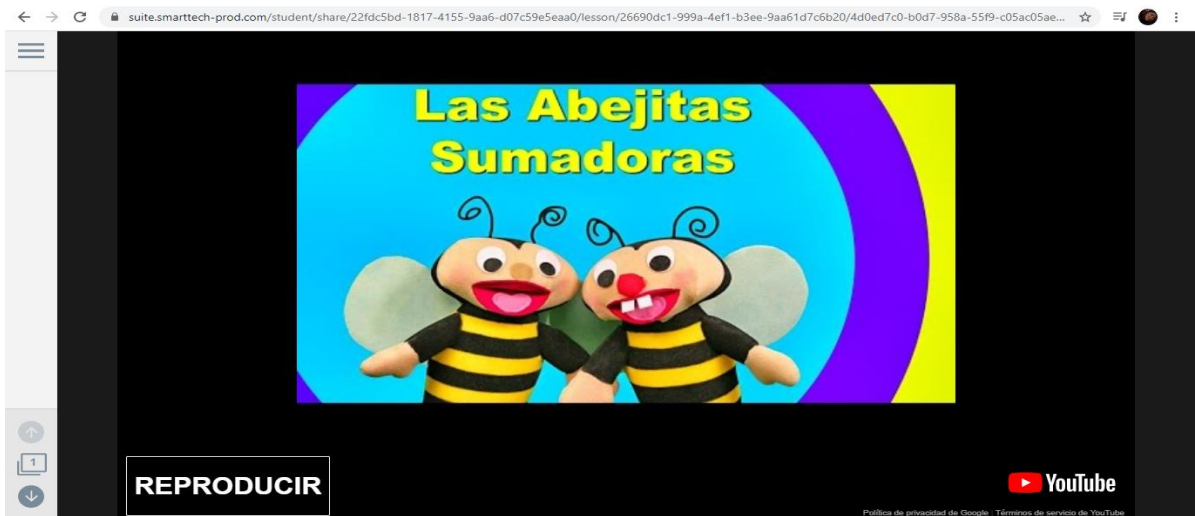 suite.smarttech-prod.com/student/share/22fdc5bd-1817-4155-9aa6-d07c59e5eaa0/lesson/26690dc1-999a-4ef1-b3ee-9aa61d7c6b20/4d0ed7c0-b0d7-958a-55f9-c05ac05ae...
Las Abejitas
Sumadoras
1
REPRODUCIR
YouTube
Política de privacidad de Google | Términos de servicio de YouTube